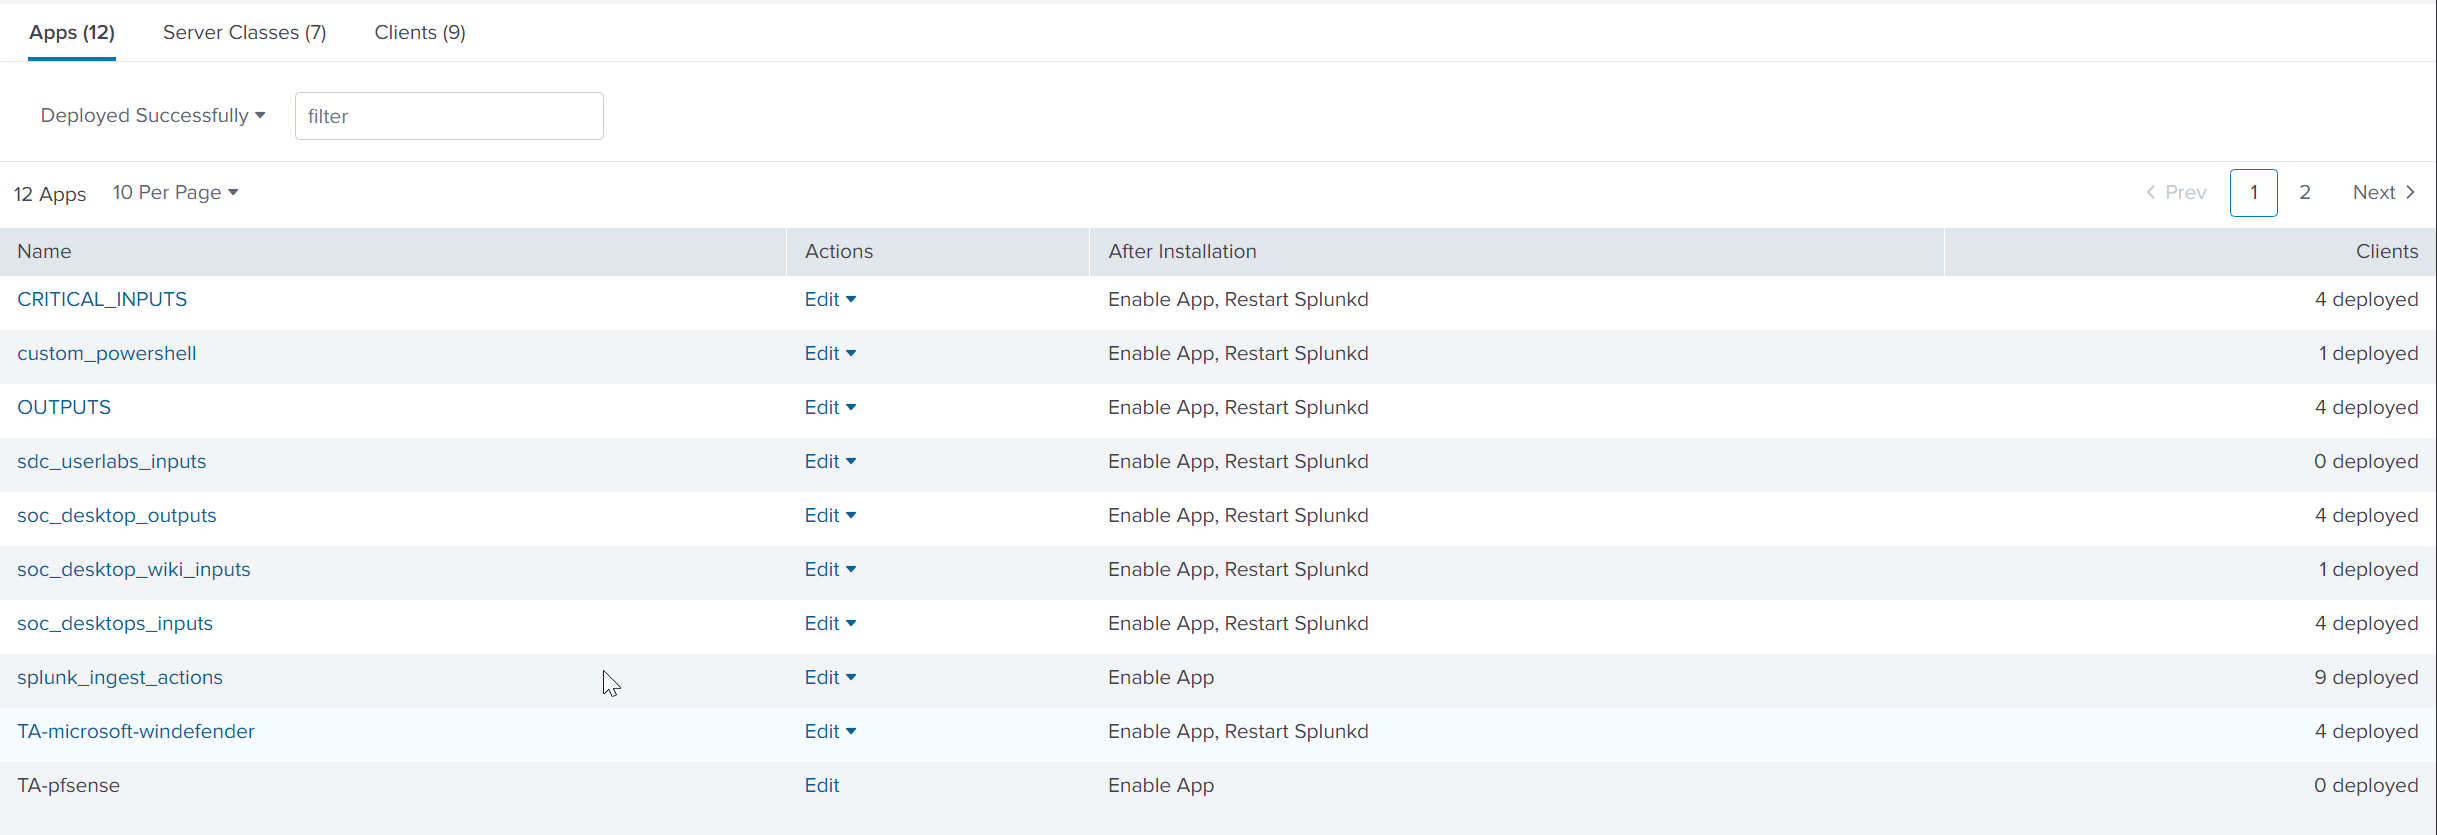 Apps (12) Server Classes (7) Clients (9)
Deployed Successfully filter
12 Apps 10 Per Page Prev 1 2 Next
Name Actions After Installation Clients
CRITICAL_INPUTS Edit Enable App, Restart Splunkd 4 deployed
custom_powershell Edit Enable App, Restart Splunkd 1 deployed
OUTPUTS Edit Enable App, Restart Splunkd 4 deployed
sdc_userlabs_inputs Edit Enable App, Restart Splunkd 0 deployed
soc_desktop_outputs Edit Enable App, Restart Splunkd 4 deployed
soc_desktop_wiki_inputs Edit Enable App, Restart Splunkd 1 deployed
soc_desktops_inputs Edit Enable App, Restart Splunkd 4 deployed
splunk_ingest_actions Edit Enable App 9 deployed
TA-microsoft-windefender Edit Enable App, Restart Splunkd 4 deployed
TA-pfsense Edit Enable App 0 deployed